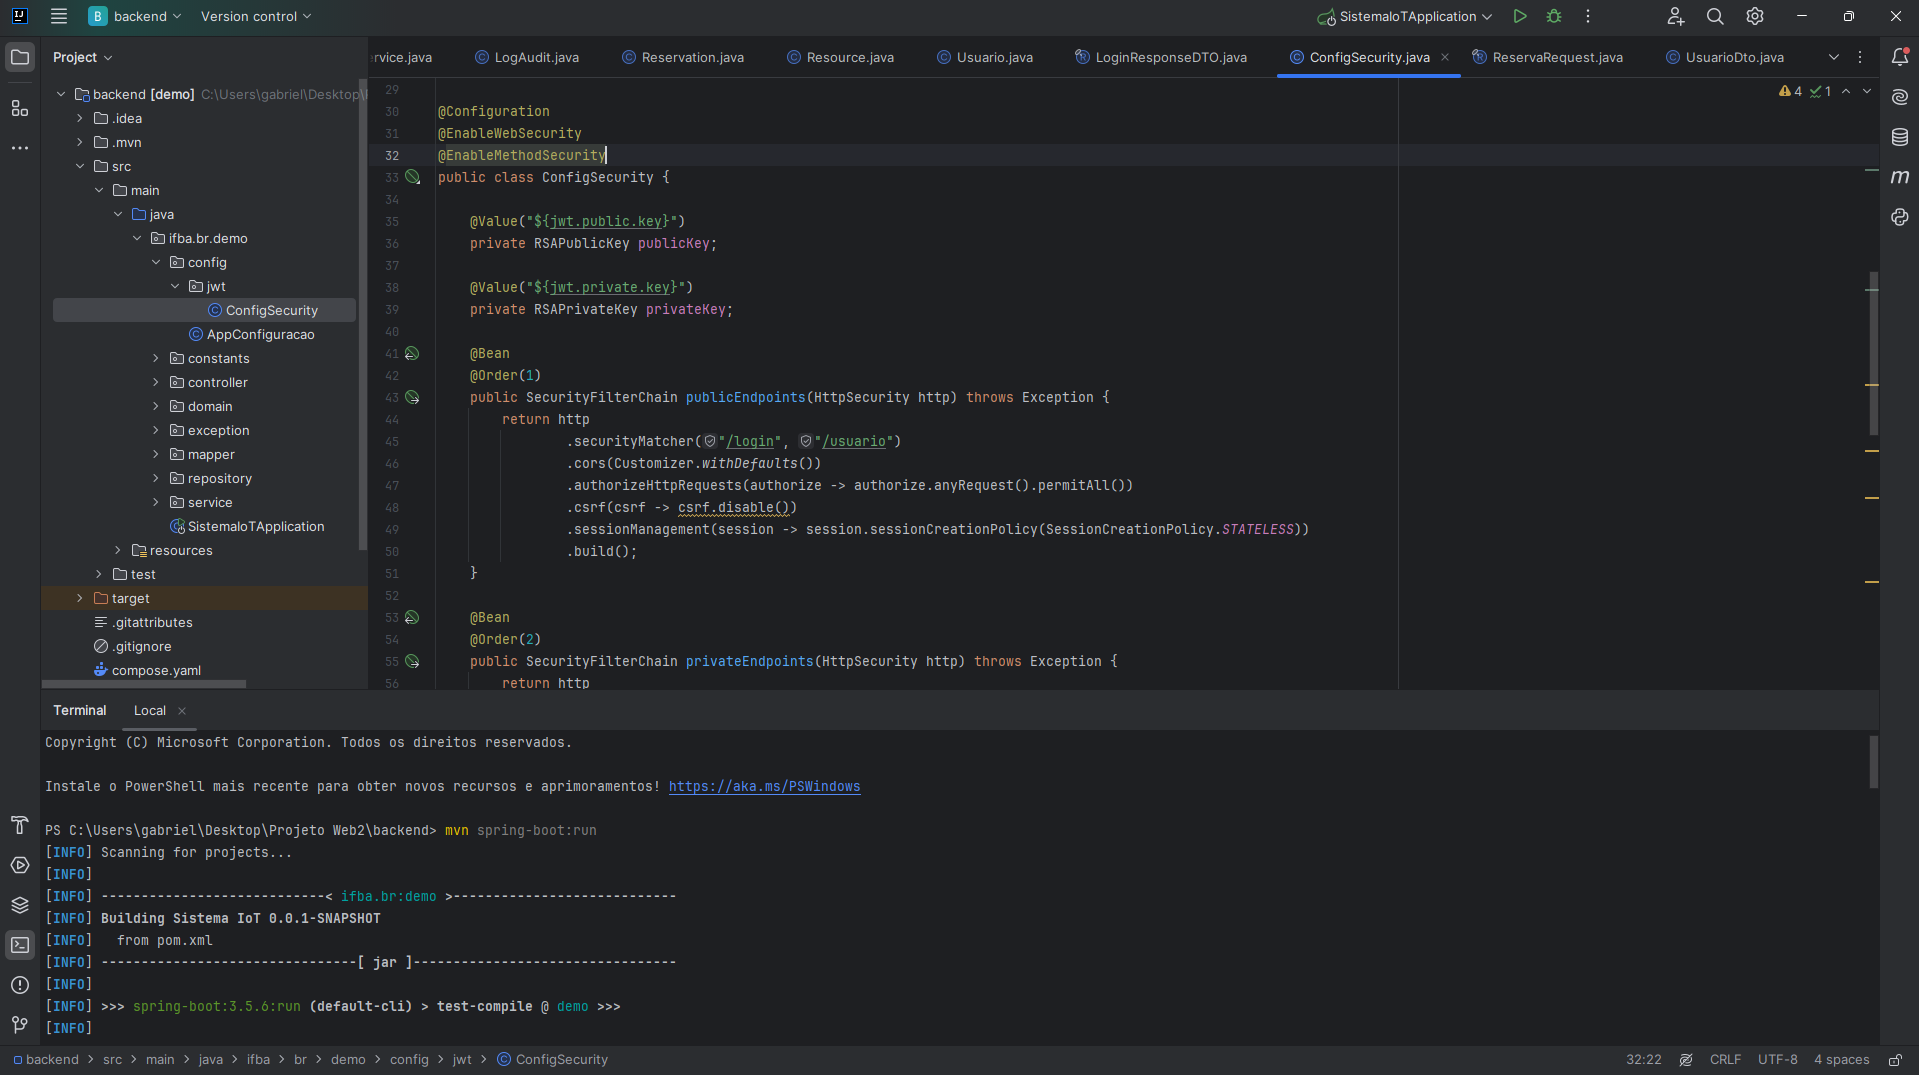 backend
Version control
SistemaIoTApplication
Project
rvice.java
LogAudit.java
Reservation.java
Resource.java
Usuario.java
LoginResponseDTO.java
ConfigSecurity.java
ReservaRequest.java
UsuarioDto.java
backend [demo] C:\Users\gabriel\Desktop\
.idea
.mvn
src
main
java
ifba.br.demo
config
jwt
ConfigSecurity
AppConfiguracao
constants
controller
domain
exception
mapper
repository
service
SistemaIoTApplication
resources
test
target
.gitattributes
.gitignore
compose.yaml
4 1
29
30 @Configuration
31 @EnableWebSecurity
32 @EnableMethodSecurity
33 public class ConfigSecurity {
34
35 @Value("${jwt.public.key}")
36 private RSAPublicKey publicKey;
37
38 @Value("${jwt.private.key}")
39 private RSAPrivateKey privateKey;
40
41 @Bean
42 @Order(1)
43 public SecurityFilterChain publicEndpoints(HttpSecurity http) throws Exception {
44 return http
45 .securityMatcher("/login", "/usuario")
46 .cors(Customizer.withDefaults())
47 .authorizeHttpRequests(authorize -> authorize.anyRequest().permitAll())
48 .csrf(csrf -> csrf.disable())
49 .sessionManagement(session -> session.sessionCreationPolicy(SessionCreationPolicy.STATELESS))
50 .build();
51 }
52
53 @Bean
54 @Order(2)
55 public SecurityFilterChain privateEndpoints(HttpSecurity http) throws Exception {
56 return http
Terminal
Local
Copyright (C) Microsoft Corporation. Todos os direitos reservados.
Instale o PowerShell mais recente para obter novos recursos e aprimoramentos! https://aka.ms/PSWindows
PS C:\Users\gabriel\Desktop\Projeto Web2\backend> mvn spring-boot:run
[INFO] Scanning for projects...
[INFO]
[INFO] ----------------------------< ifba.br:demo >----------------------------
[INFO] Building Sistema IoT 0.0.1-SNAPSHOT
[INFO]   from pom.xml
[INFO] --------------------------------[ jar ]---------------------------------
[INFO]
[INFO] >>> spring-boot:3.5.6:run (default-cli) > test-compile @ demo >>>
[INFO]
backend > src > main > java > ifba > br > demo > config > jwt > ConfigSecurity
32:22
CRLF
UTF-8
4 spaces